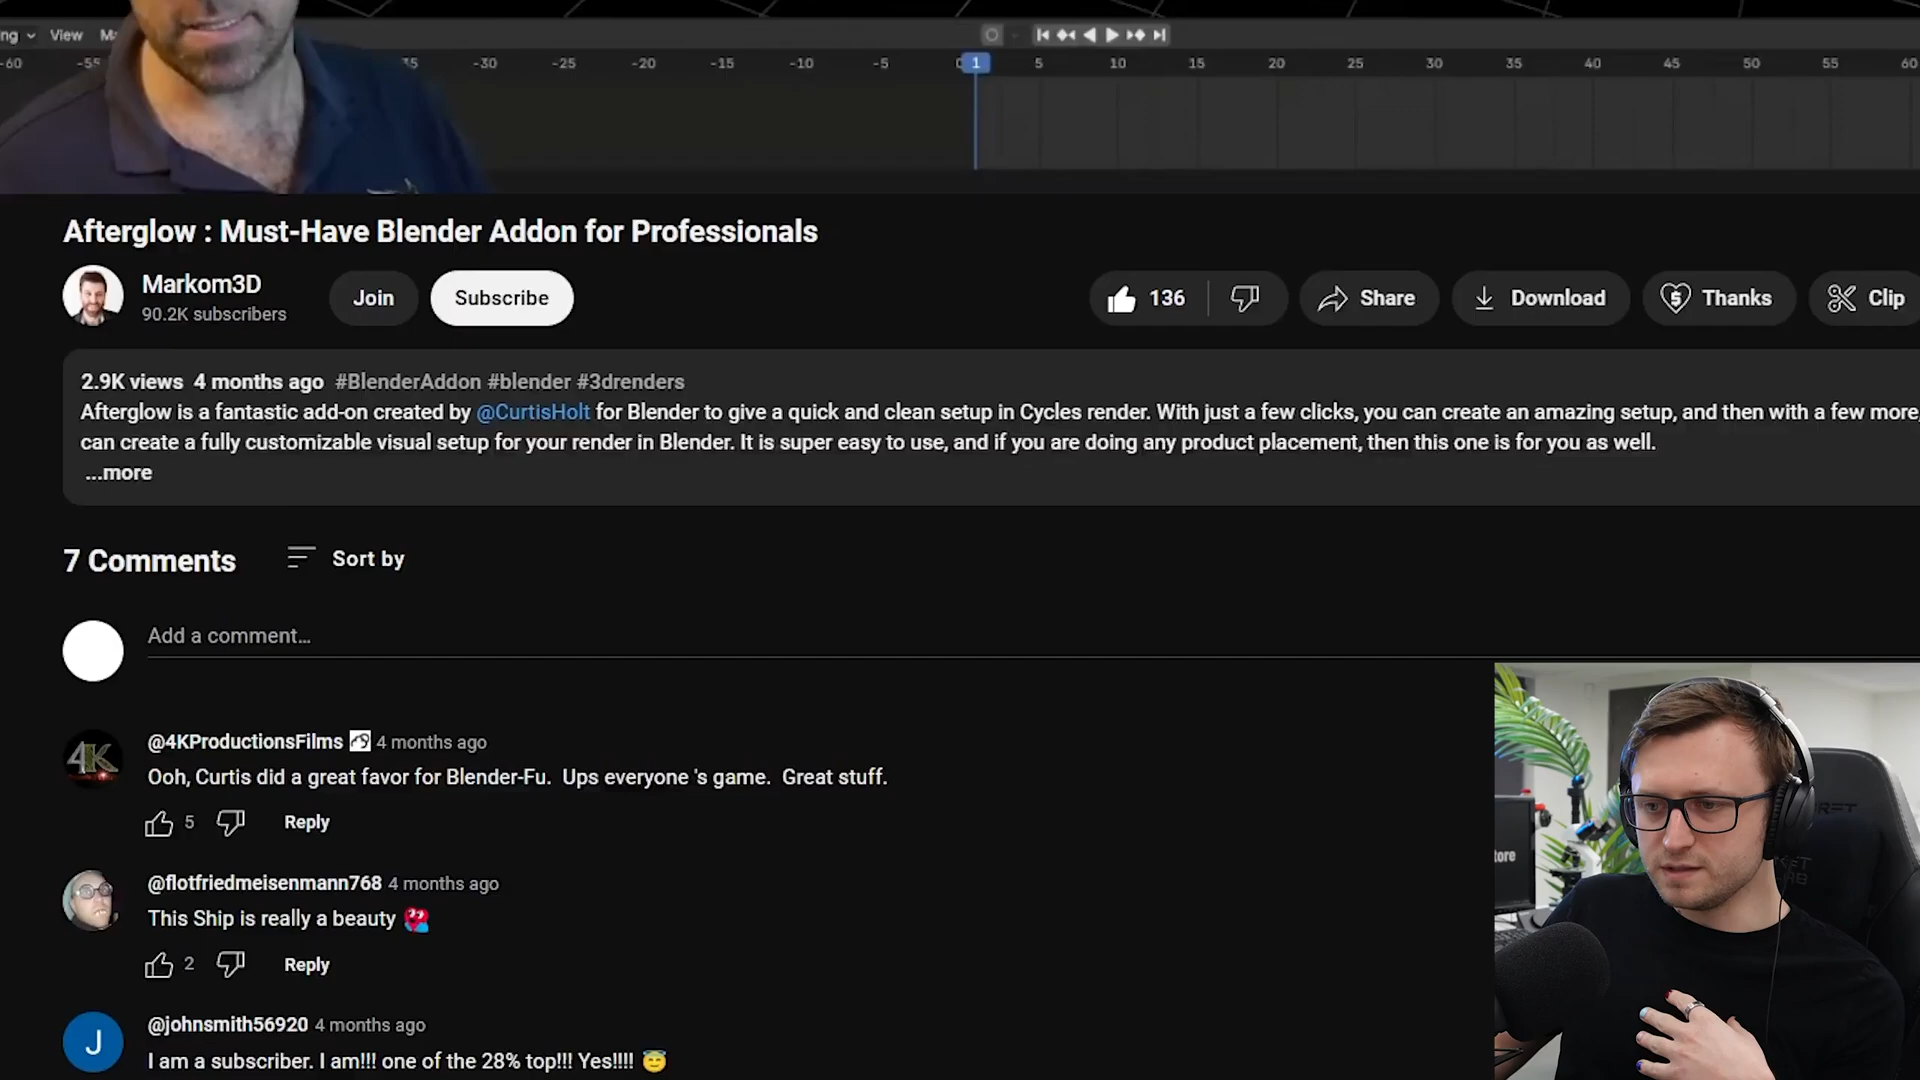 View
-60 -55 -30 -25 -20 -15 -10 -5 1 5 10 15 20 25 30 35 40 45 50 55 60
Afterglow : Must-Have Blender Addon for Professionals
Markom3D
90.2K subscribers
Join
Subscribe
136
Share
Download
Thanks
Clip
2.9K views 4 months ago #BlenderAddon #blender #3drenders
Afterglow is a fantastic add-on created by @CurtisHolt for Blender to give a quick and clean setup in Cycles render. With just a few clicks, you can create an amazing setup, and then with a few more,
can create a fully customizable visual setup for your render in Blender. It is super easy to use, and if you are doing any product placement, then this one is for you as well.
...more
7 Comments
Sort by
Add a comment…
4K
@4KProductionsFilms 4 months ago
Ooh, Curtis did a great favor for Blender-Fu. Ups everyone 's game. Great stuff.
5
Reply
@flotfriedmeisenmann768 4 months ago
This Ship is really a beauty
2
Reply
J
@johnsmith56920 4 months ago
I am a subscriber. I am!!! one of the 28% top!!! Yes!!!! 😇